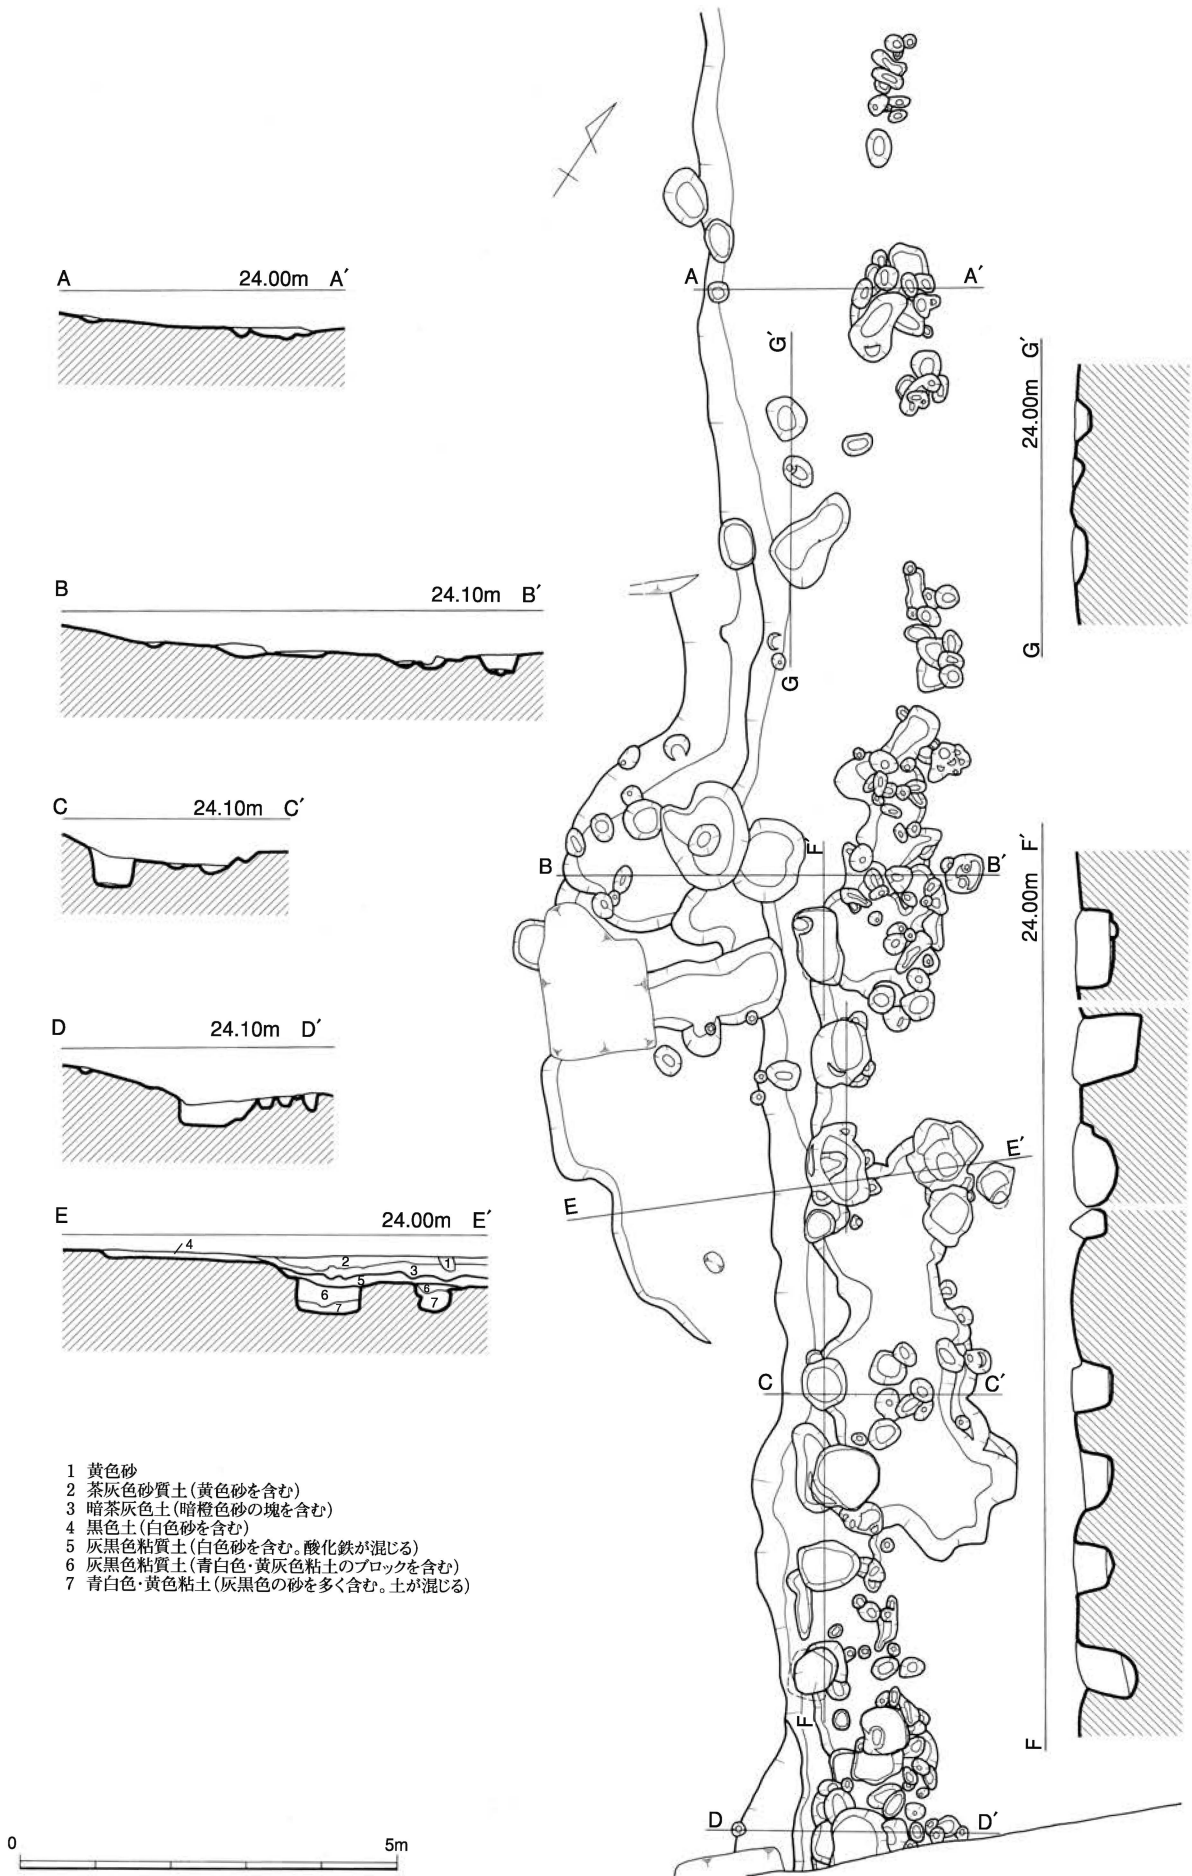 A 24.00m A′
B 24.10m B′
C 24.10m C′
D 24.10m D′
E 24.00m E′
4
2
1
3
5
6
6
7
7
1 黄色砂
2 茶灰色砂質土（黄色砂を含む）
3 暗茶灰色土（暗橙色砂の塊を含む）
4 黒色土（白色砂を含む）
5 灰黒色粘質土（白色砂を含む。酸化鉄が混じる）
6 灰黒色粘質土（青白色・黄灰色粘土のブロックを含む）
7 青白色・黄色粘土（灰黒色の砂を多く含む。土が混じる）
0 5m
A A′
G′
G
B B′
F′
E E′
C C′
F
D D′
G 24.00m G′
F 24.00m F′